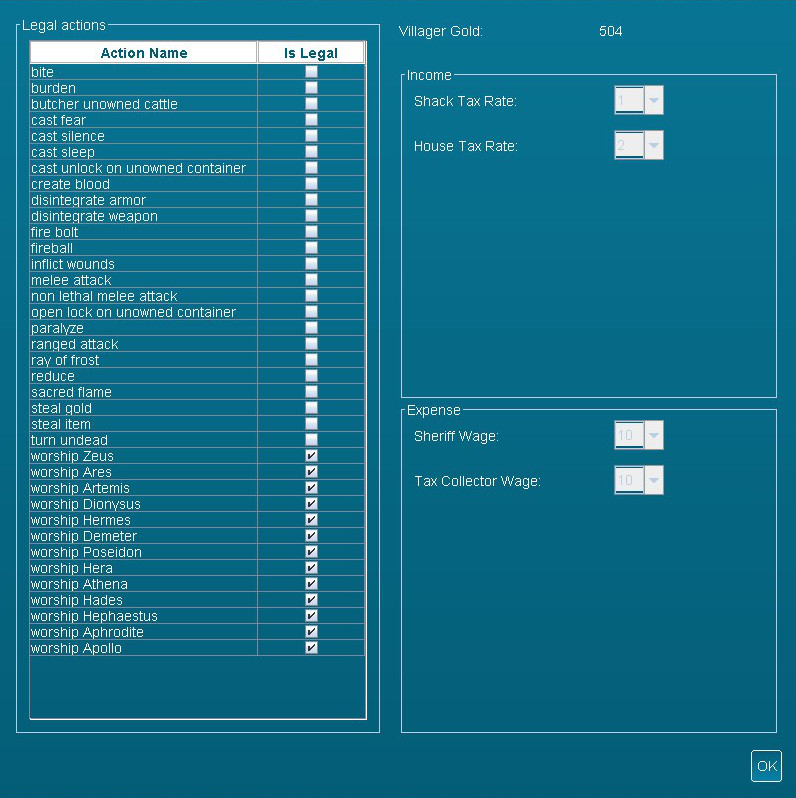 Legal actions
Action Name Is Legal
bite
burden
butcher unowned cattle
cast fear
cast silence
cast sleep
cast unlock on unowned container
create blood
disintegrate armor
disintegrate weapon
fire bolt
fireball
inflict wounds
melee attack
non lethal melee attack
open lock on unowned container
paralyze
ranged attack
ray of frost
reduce
sacred flame
steal gold
steal item
turn undead
worship Zeus
worship Ares
worship Artemis
worship Dionysus
worship Hermes
worship Demeter
worship Poseidon
worship Hera
worship Athena
worship Hades
worship Hephaestus
worship Aphrodite
worship Apollo
Villager Gold: 504
Income
Shack Tax Rate: 1
House Tax Rate: 2
Expense
Sheriff Wage: 10
Tax Collector Wage: 10
OK